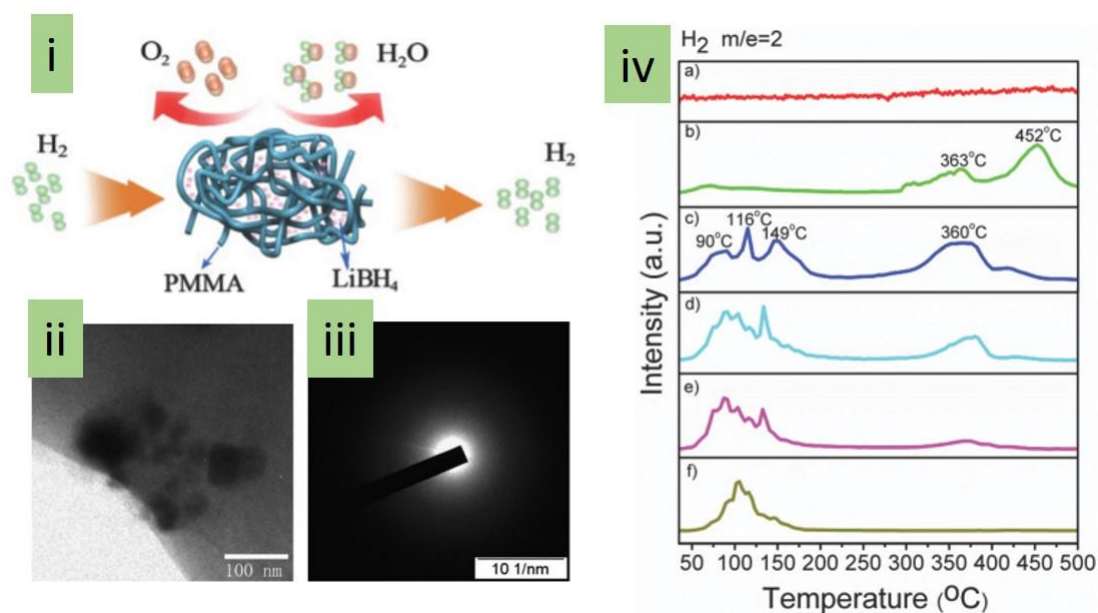 i
O₂
H₂O
H₂
H₂
PMMA
LiBH₄
ii
100 nm
iii
10 1/nm
iv
H₂ m/e=2
a)
b)
363°C
452°C
c)
90°C
116°C
149°C
360°C
d)
e)
f)
Intensity (a.u.)
50 100 150 200 250 300 350 400 450 500
Temperature (°C)